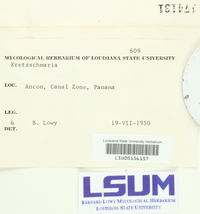 609
MYCOLOGICAL HERBARIUM OF LOUISIANA STATE UNIVERSITY
Kretzschmaria
LOC. Ancon, Canal Zone, Panama
LEG.
& B. Lowy 19-VII-1950
DET.
Louisiana State University Herbarium
LSU00156157
LSUM
BERNARD LOWY MYCOLOGICAL HERBARIUM
LOUISIANA STATE UNIVERSITY